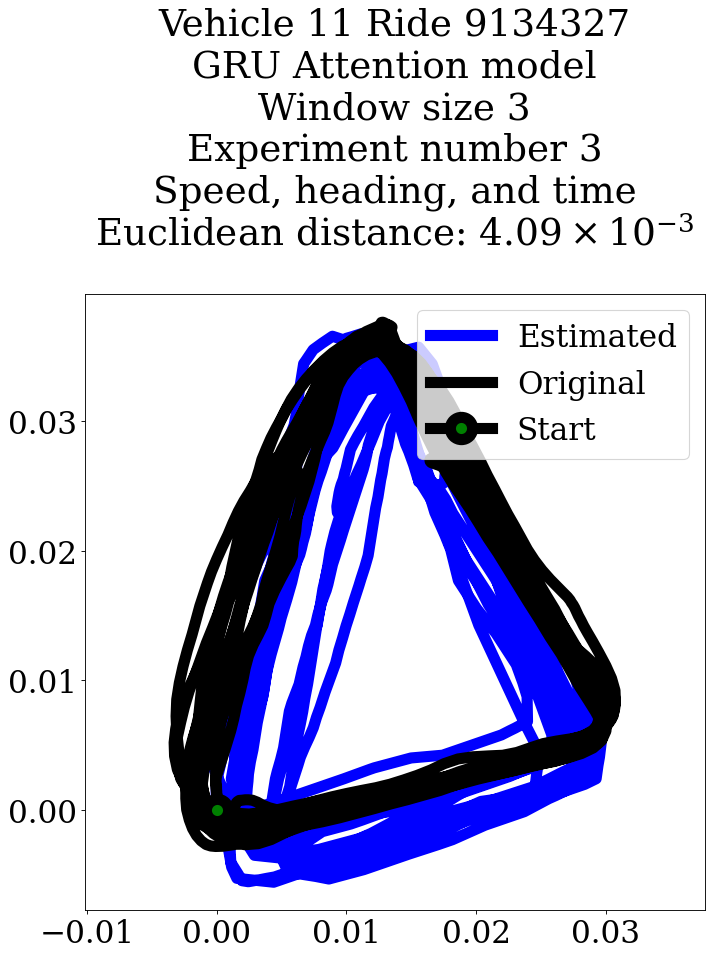 Vehicle 11 Ride 9134327
GRU Attention model
Window size 3
Experiment number 3
Speed, heading, and time
Euclidean distance: 4.09 × 10⁻³
Estimated
Original
Start
0.03
0.02
0.01
0.00
−0.01 0.00 0.01 0.02 0.03